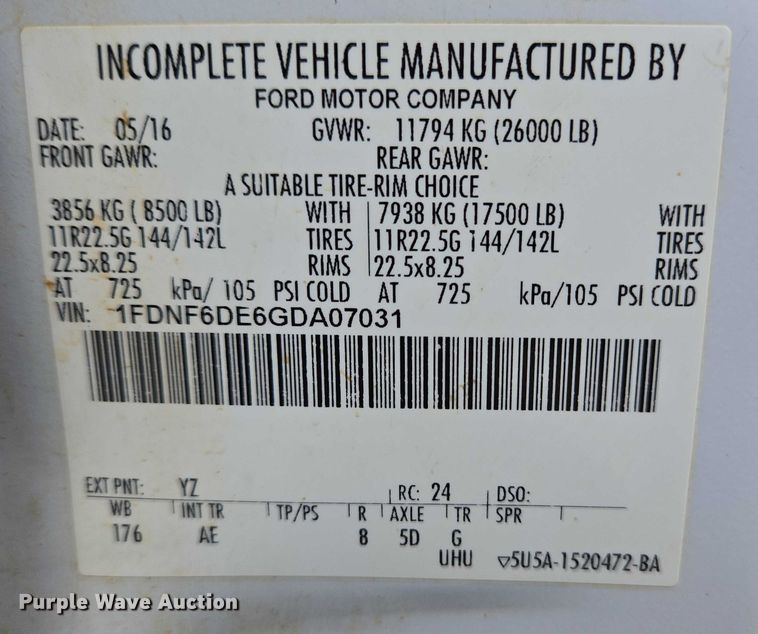 INCOMPLETE VEHICLE MANUFACTURED BY
FORD MOTOR COMPANY
DATE: 05/16 GVWR: 11794 KG (26000 LB)
FRONT GAWR: REAR GAWR:
A SUITABLE TIRE-RIM CHOICE
3856 KG ( 8500 LB) WITH 7938 KG (17500 LB) WITH
11R22.5G 144/142L TIRES 11R22.5G 144/142L TIRES
22.5x8.25 RIMS 22.5x8.25 RIMS
AT 725 kPa/ 105 PSI COLD AT 725 kPa/105 PSI COLD
VIN: 1FDNF6DE6GDA07031
EXT PNT: YZ RC: 24 DSO:
WB INT TR TP/PS R AXLE TR SPR
176 AE 8 5D G
UHU ▽5U5A-1520472-BA
Purple Wave Auction